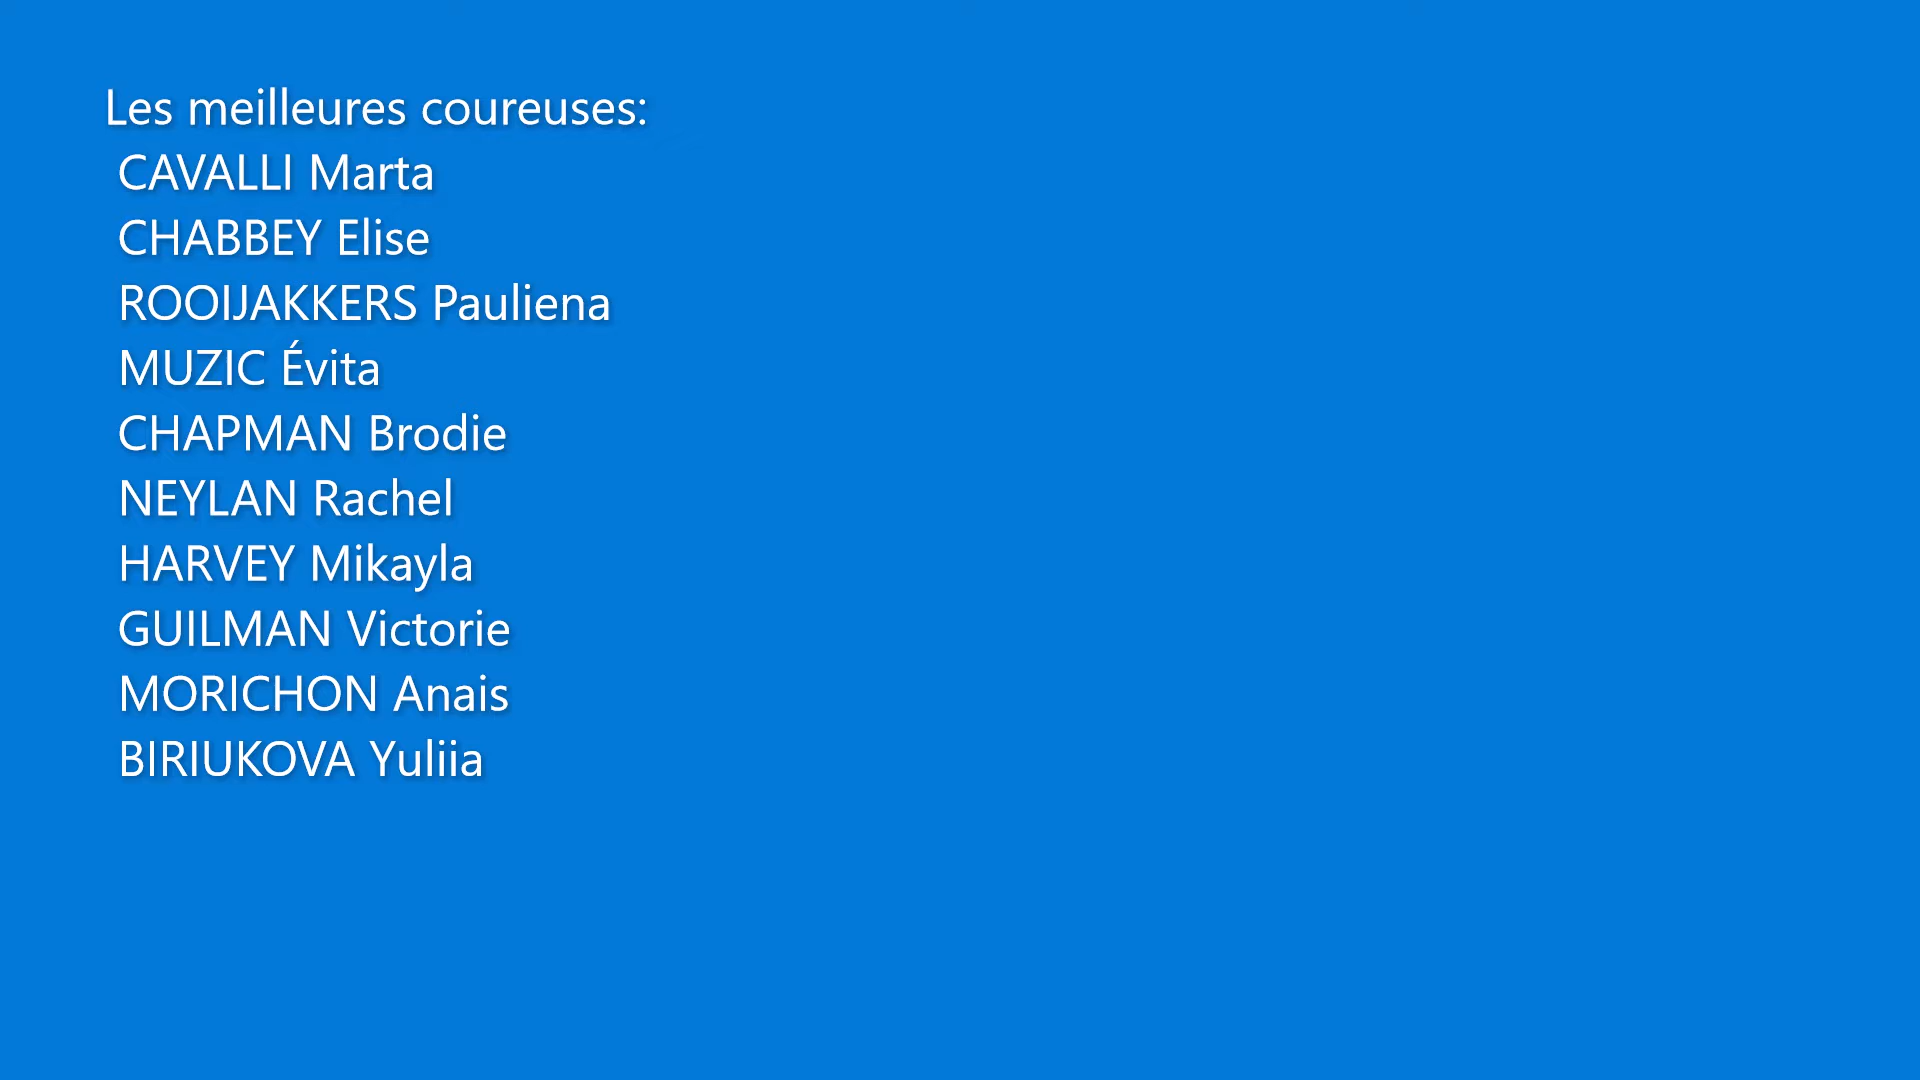 Les meilleures coureuses:
CAVALLI Marta
CHABBEY Elise
ROOIJAKKERS Pauliena
MUZIC Évita
CHAPMAN Brodie
NEYLAN Rachel
HARVEY Mikayla
GUILMAN Victorie
MORICHON Anais
BIRIUKOVA Yuliia